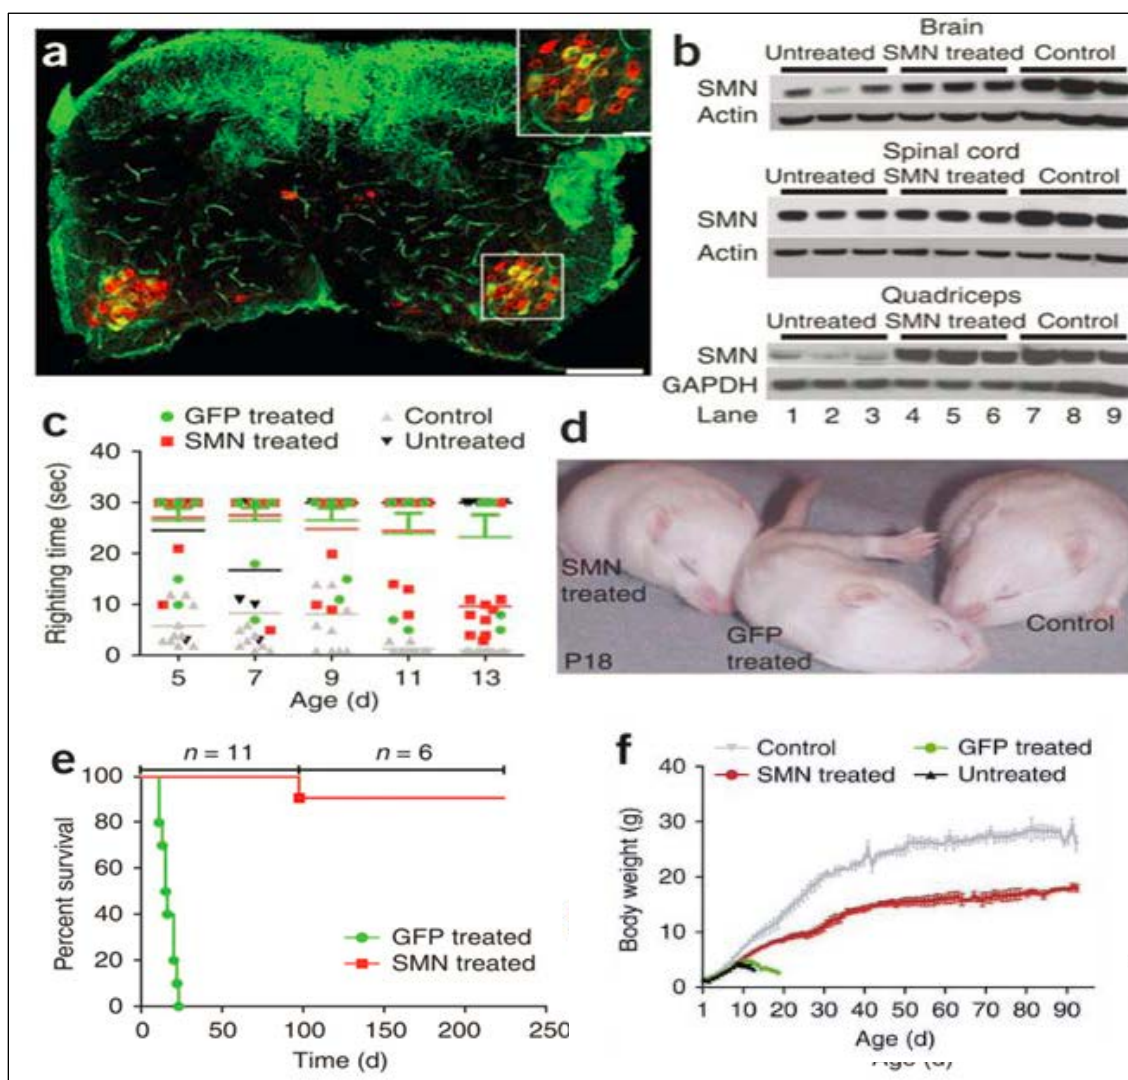 a
b
Brain
Untreated SMN treated Control
SMN
Actin
Spinal cord
Untreated SMN treated Control
SMN
Actin
Quadriceps
Untreated SMN treated Control
SMN
GAPDH
Lane 1 2 3 4 5 6 7 8 9
c
GFP treated Control
SMN treated Untreated
40
30
20
10
0
Righting time (sec)
5 7 9 11 13
Age (d)
d
SMN
treated
GFP
treated
Control
P18
e
n = 11 n = 6
100
80
60
40
20
0
Percent survival
GFP treated
SMN treated
0 50 100 150 200 250
Time (d)
f
Control GFP treated
SMN treated Untreated
40
30
20
10
0
Body weight (g)
1 10 20 30 40 50 60 70 80 90
Age (d)